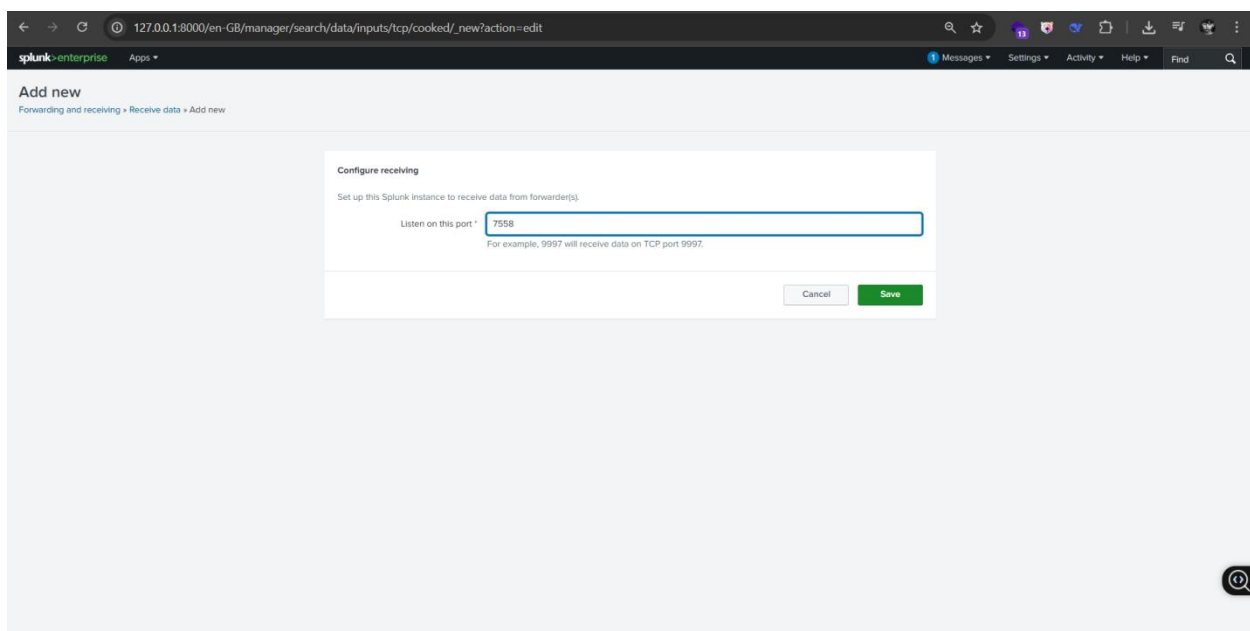 127.0.0.1:8000/en-GB/manager/search/data/inputs/tcp/cooked/_new?action=edit
13
splunk>enterprise Apps 1 Messages Settings Activity Help Find
Add new
Forwarding and receiving » Receive data » Add new
Configure receiving
Set up this Splunk instance to receive data from forwarder(s).
Listen on this port * 7558
For example, 9997 will receive data on TCP port 9997.
Cancel Save